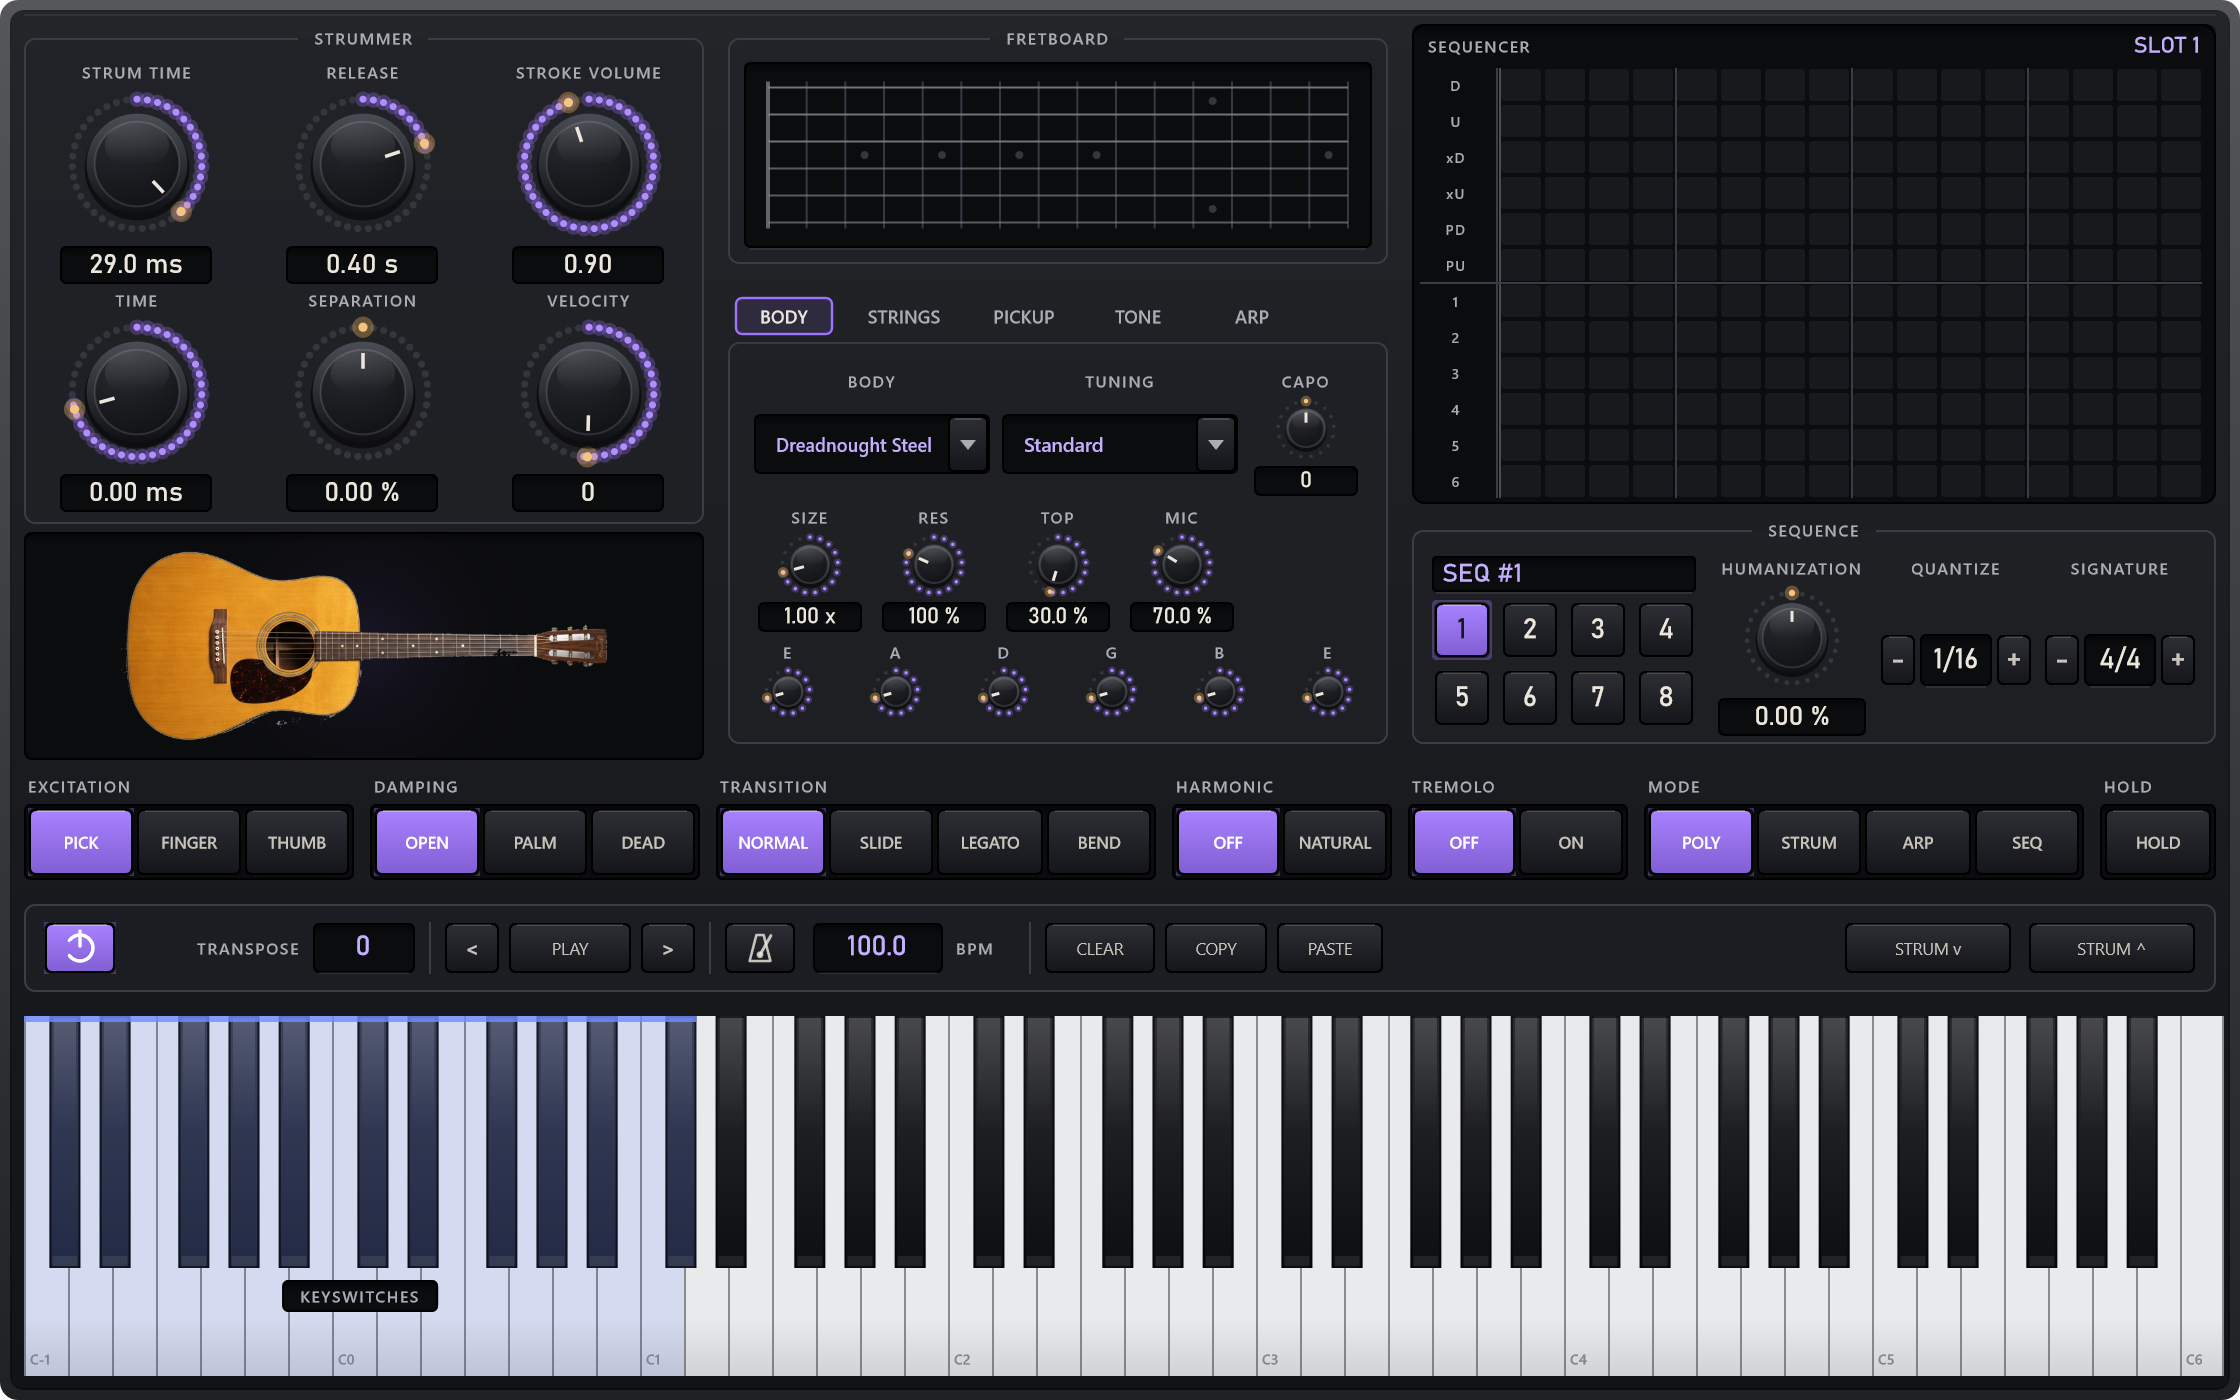 STRUMMER
STRUM TIME RELEASE STROKE VOLUME
29.0 ms 0.40 s 0.90
TIME SEPARATION VELOCITY
0.00 ms 0.00 % 0
FRETBOARD
BODY STRINGS PICKUP TONE ARP
BODY TUNING CAPO
Dreadnought Steel Standard
0
SIZE RES TOP MIC
1.00 x 100 % 30.0 % 70.0 %
E A D G B E
SEQUENCER SLOT 1
D
U
xD
xU
PD
PU
1
2
3
4
5
6
SEQUENCE
SEQ #1
HUMANIZATION QUANTIZE SIGNATURE
1 2 3 4
5 6 7 8
0.00 %
- 1/16 + - 4/4 +
EXCITATION DAMPING TRANSITION HARMONIC TREMOLO MODE HOLD
PICK FINGER THUMB OPEN PALM DEAD NORMAL SLIDE LEGATO BEND OFF NATURAL OFF ON POLY STRUM ARP SEQ HOLD
TRANSPOSE 0 < PLAY > 100.0 BPM CLEAR COPY PASTE STRUM v STRUM ^
KEYSWITCHES
C-1 C0 C1 C2 C3 C4 C5 C6